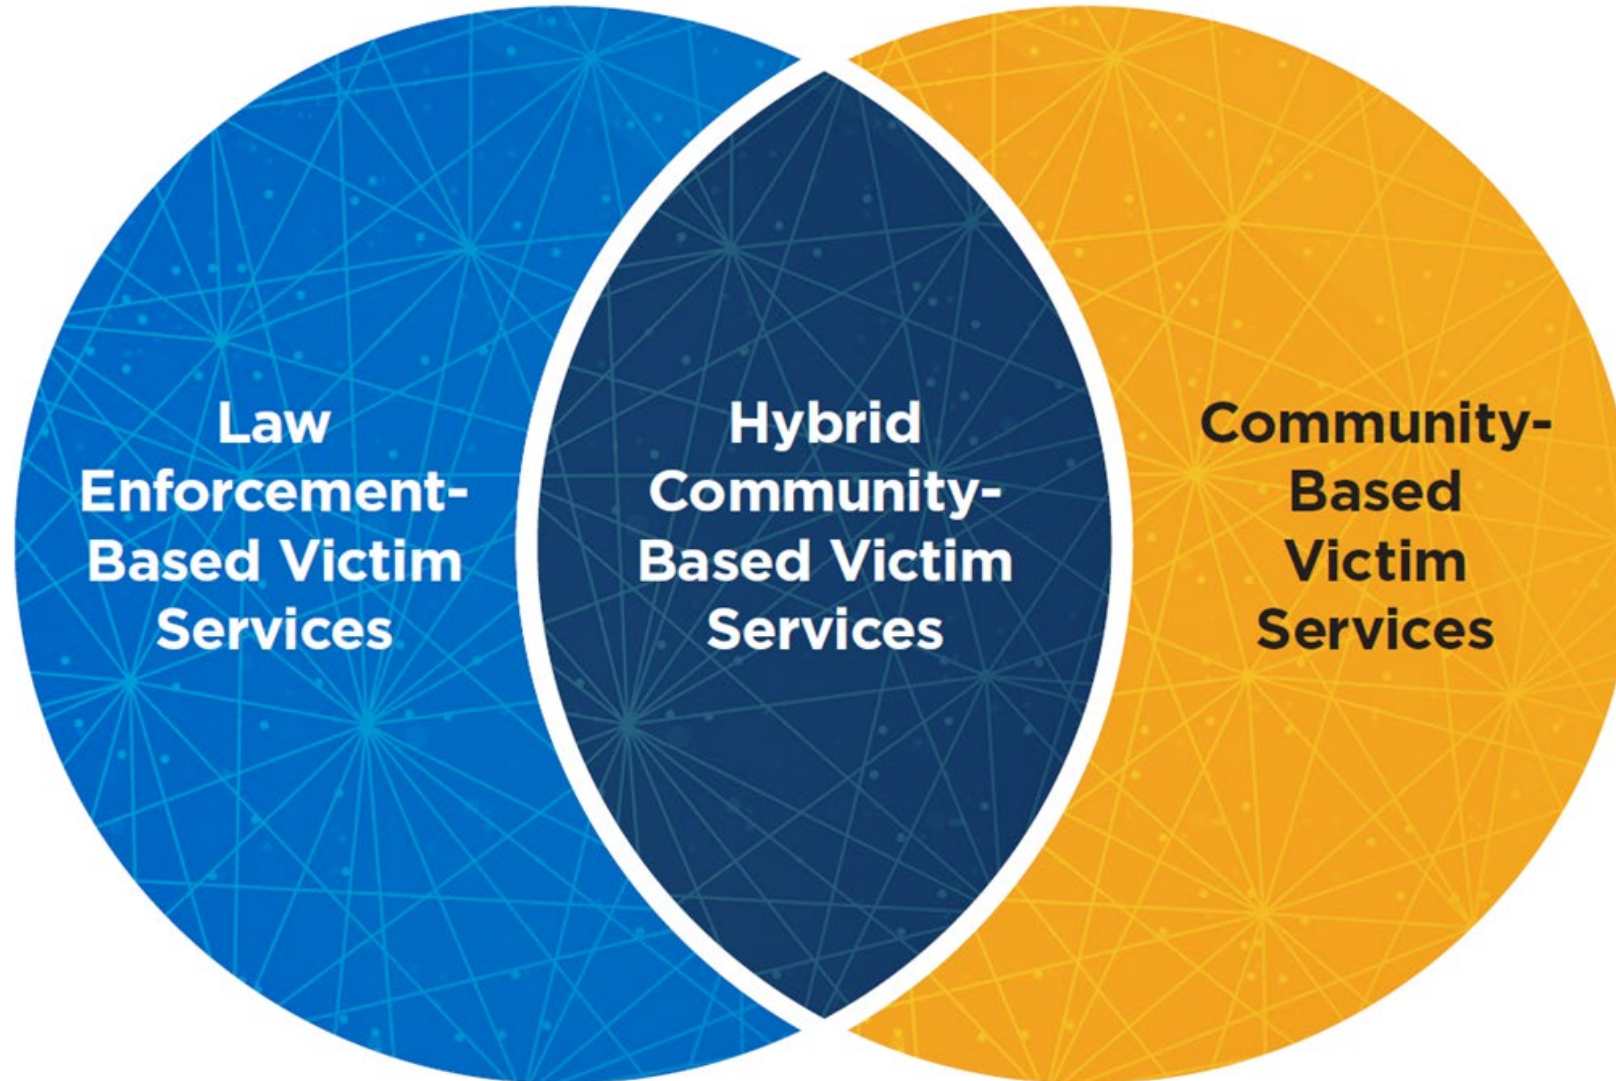 Law
Enforcement-
Based Victim
Services
Hybrid
Community-
Based Victim
Services
Community-
Based
Victim
Services